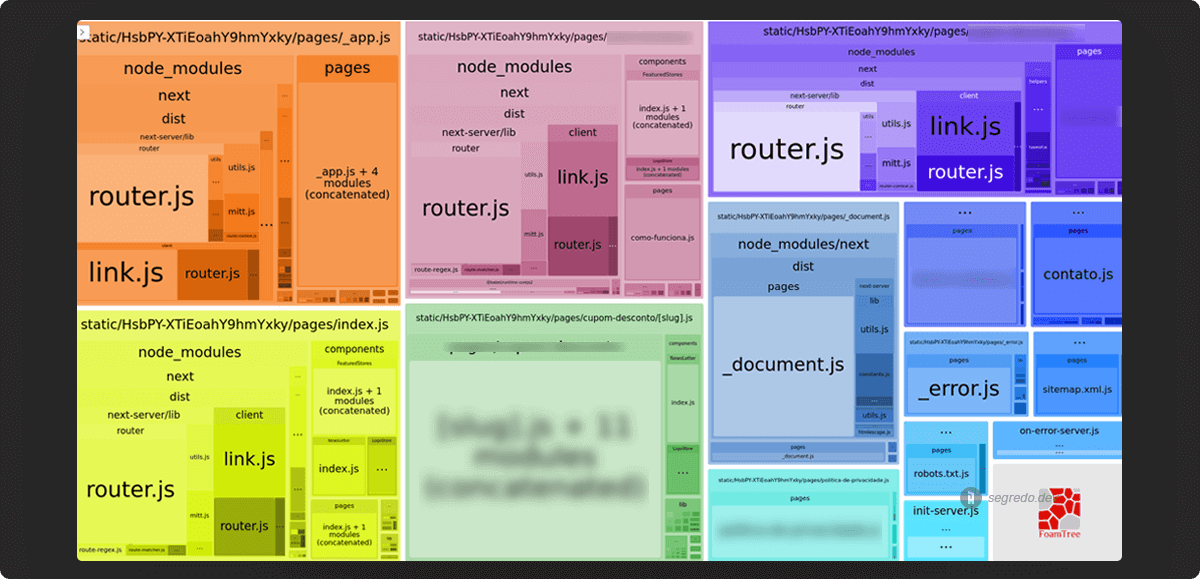 static/HsbPY-XTiEoahY9hmYxky/pages/_app.js
node_modules
pages
next
dist
next-server/lib
router
utils
utils.js
router.js
mitt.js
router-context.js
_app.js + 4
modules
(concatenated)
client
link.js
router.js
static/HsbPY-XTiEoahY9hmYxky/pages/
node_modules
components
FeaturedStores
next
dist
index.js + 1
modules
(concatenated)
next-server/lib
client
router
utils.js
link.js
LogoStore
index.js + 1 modules
(concatenated)
pages
router.js
mitt.js
router.js
como-funciona.js
route-regex.js
route-matcher.js
static/HsbPY-XTiEoahY9hmYxky/pages/
node_modules
pages
next
dist
next-server/lib
client
helpers
router
utils
utils.js
link.js
router.js
mitt.js
router.js
router-context.js
static/HsbPY-XTiEoahY9hmYxky/pages/index.js
node_modules
components
FeaturedStores
next
dist
index.js + 1
modules
(concatenated)
next-server/lib
client
router
utils.js
link.js
NewsLetter
LogoStore
index.js
router.js
mitt.js
router.js
pages
index.js + 1
modules
(concatenated)
route-regex.js
route-matcher.js
static/HsbPY-XTiEoahY9hmYxky/pages/cupom-desconto/[slug].js
components
NewsLetter
index.js
LogoStore
lib
[slug].js + 11
modules
(concatenated)
static/HsbPY-XTiEoahY9hmYxky/pages/_document.js
node_modules/next
dist
pages
next-server
lib
utils.js
_document.js
constants.js
utils.js
htmlescape.js
pages
_document.js
static/HsbPY-XTiEoahY9hmYxky/pages/politica-de-privacidade.js
pages
...
pages
...
pages
contato.js
static/HsbPY-XTiEoahY9hmYxky/pages/_error.js
pages
_error.js
...
pages
sitemap.xml.js
...
pages
robots.txt.js
on-error-server.js
init-server.js
segredo.de
FoamTree